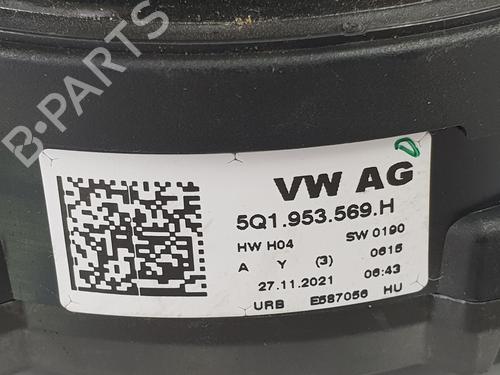 B-PARTS
VW AG
5Q1.953.569.H
HW H04 SW 0190
A Y (3) 0615
27.11.2021 06:43
URB E587056 HU